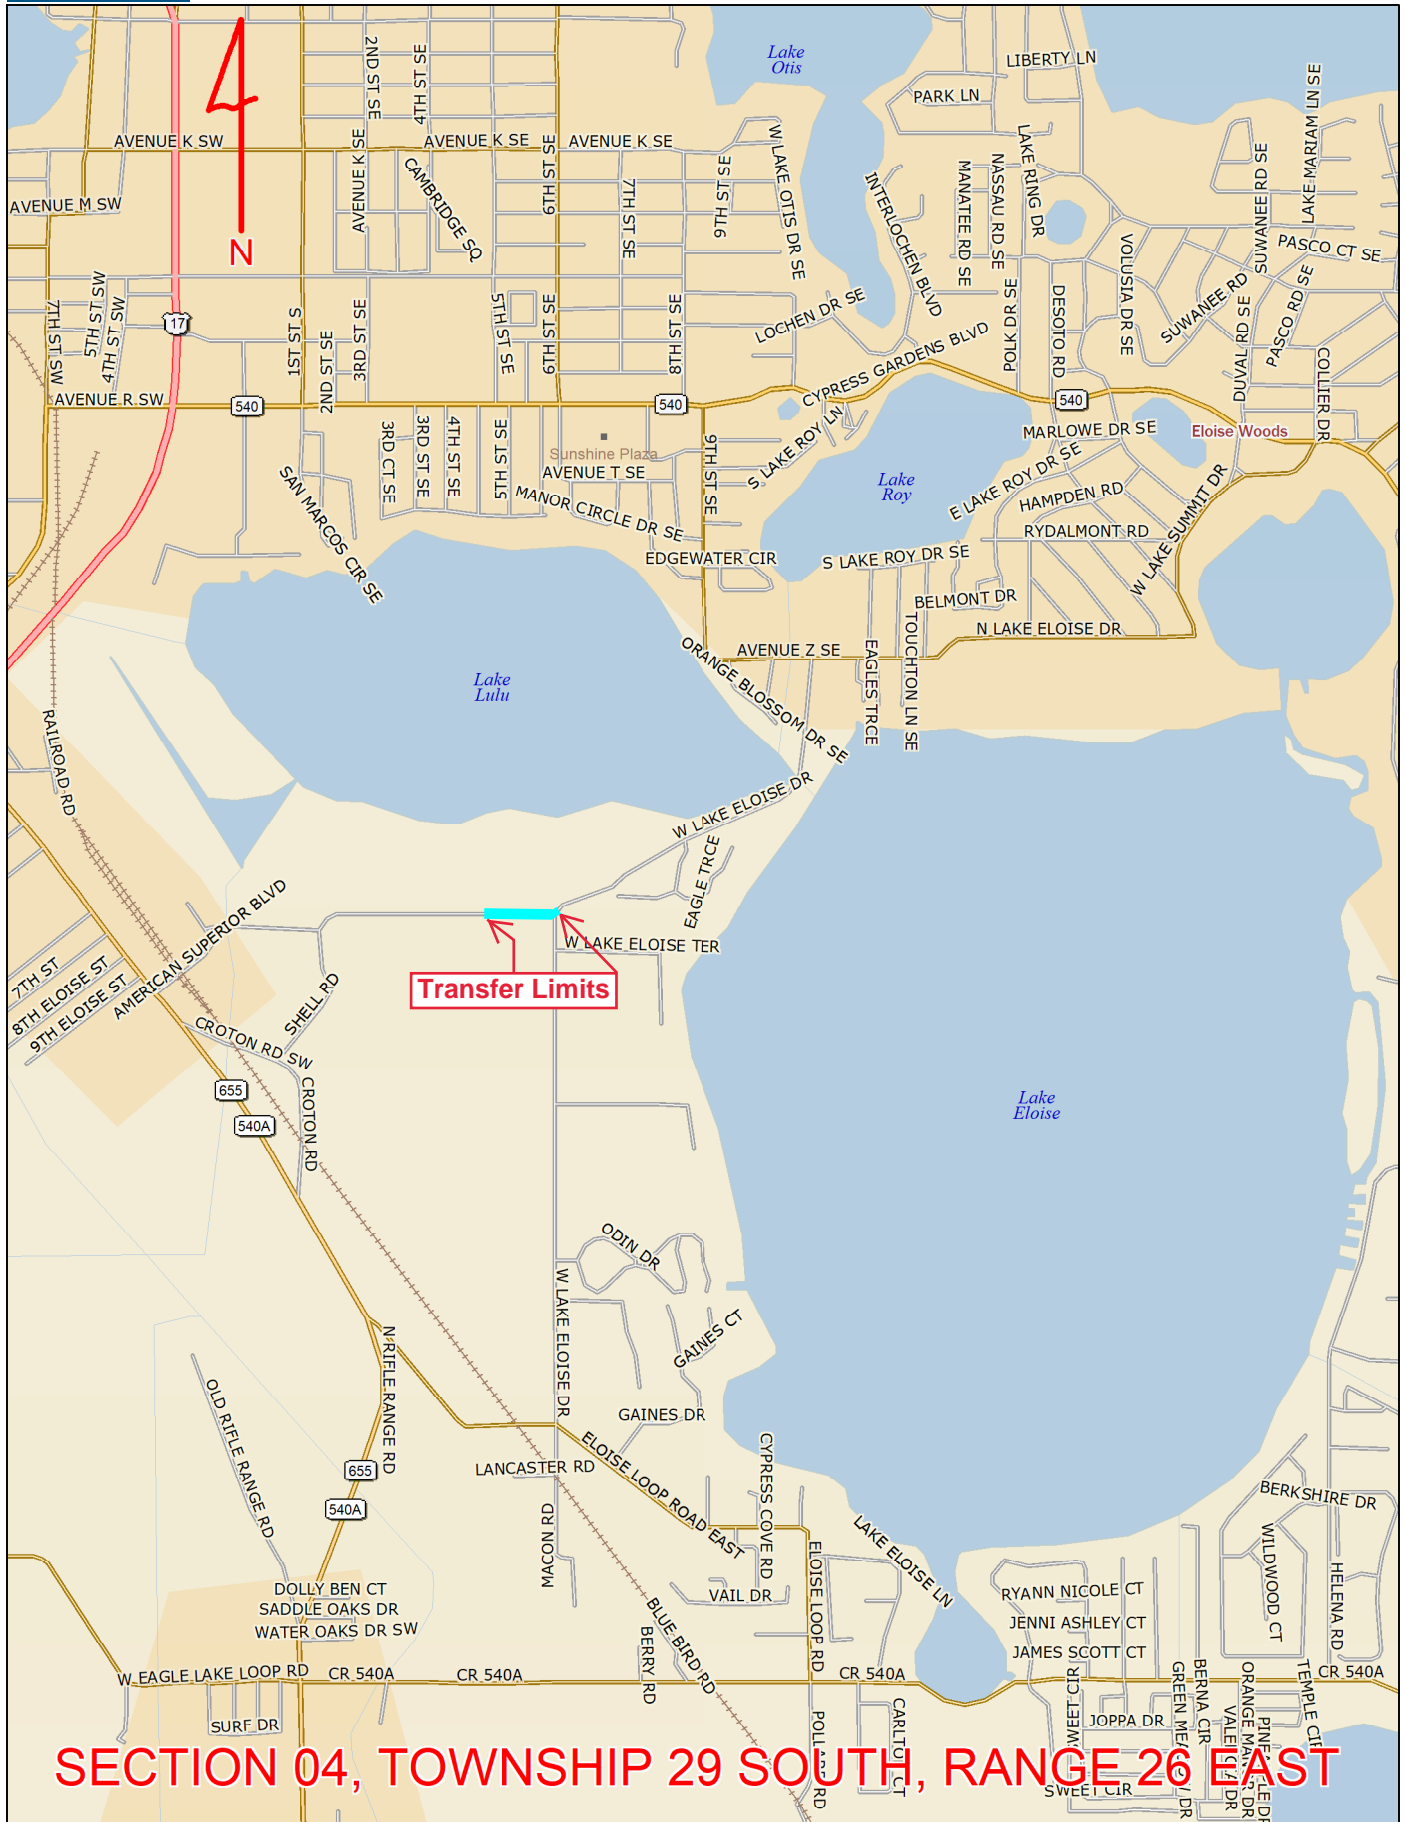 Lake
Otis
LIBERTY LN
PARK LN
2ND ST SE
4TH ST SE
AVENUE K SW
AVENUE K SE
AVENUE K SE
AVENUE K SE
6TH ST SE
CAMBRIDGE SQ
7TH ST SE
9TH ST SE
W LAKE OTIS DR SE
INTERLOCHEN BLVD
MANATEE RD SE
NASSAU RD SE
LAKE RING DR
SUWANEE RD SE
LAKE MARIAM LN SE
PASCO CT SE
AVENUE M SW
N
7TH ST SW
5TH ST SW
4TH ST SW
17
1ST ST S
2ND ST SE
3RD ST SE
5TH ST SE
6TH ST SE
8TH ST SE
LOCHEN DR SE
CYPRESS GARDENS BLVD
POLK DR SE
DESOTO RD
VOLUSIA DR SE
SUWANEE RD
DUVAL RD SE
PASCO RD SE
COLLIER DR
AVENUE R SW
540
540
540
Eloise Woods
MARLOWE DR SE
SAN MARCOS CIR SE
3RD CT SE
3RD ST SE
4TH ST SE
5TH ST SE
Sunshine Plaza
AVENUE T SE
MANOR CIRCLE DR SE
9TH ST SE
S LAKE ROY LN
Lake
Roy
E LAKE ROY DR SE
HAMPDEN RD
RYDALMONT RD
W LAKE SUMMIT DR
EDGEWATER CIR
S LAKE ROY DR SE
BELMONT DR
N LAKE ELOISE DR
AVENUE Z SE
ORANGE BLOSSOM DR SE
EAGLES TRCE
TOUCHTON LN SE
Lake
Lulu
RAILROAD RD
W LAKE ELOISE DR
EAGLE TRCE
AMERICAN SUPERIOR BLVD
W LAKE ELOISE TER
Transfer Limits
7TH ST
8TH ELOISE ST
9TH ELOISE ST
SHELL RD
CROTON RD SW
CROTON RD
655
540A
Lake
Eloise
ODIN DR
W LAKE ELOISE DR
GAINES CT
GAINES DR
N RIFLE RANGE RD
OLD RIFLE RANGE RD
655
540A
LANCASTER RD
ELOISE LOOP ROAD EAST
MACON RD
CYPRESS COVE RD
LAKE ELOISE LN
BERKSHIRE DR
WILDWOOD CT
HELENA RD
DOLLY BEN CT
SADDLE OAKS DR
WATER OAKS DR SW
VAIL DR
ELOISE LOOP RD
BLUE BIRD RD
BERRY RD
RYANN NICOLE CT
JENNI ASHLEY CT
JAMES SCOTT CT
W EAGLE LAKE LOOP RD
CR 540A
CR 540A
CR 540A
CR 540A
SURF DR
POLLARD RD
CARLTON CT
SWEET CIR
JOPPA DR
SWEET CIR
BERNA CIR
TEMPLE CIR
SECTION 04, TOWNSHIP 29 SOUTH, RANGE 26 EAST